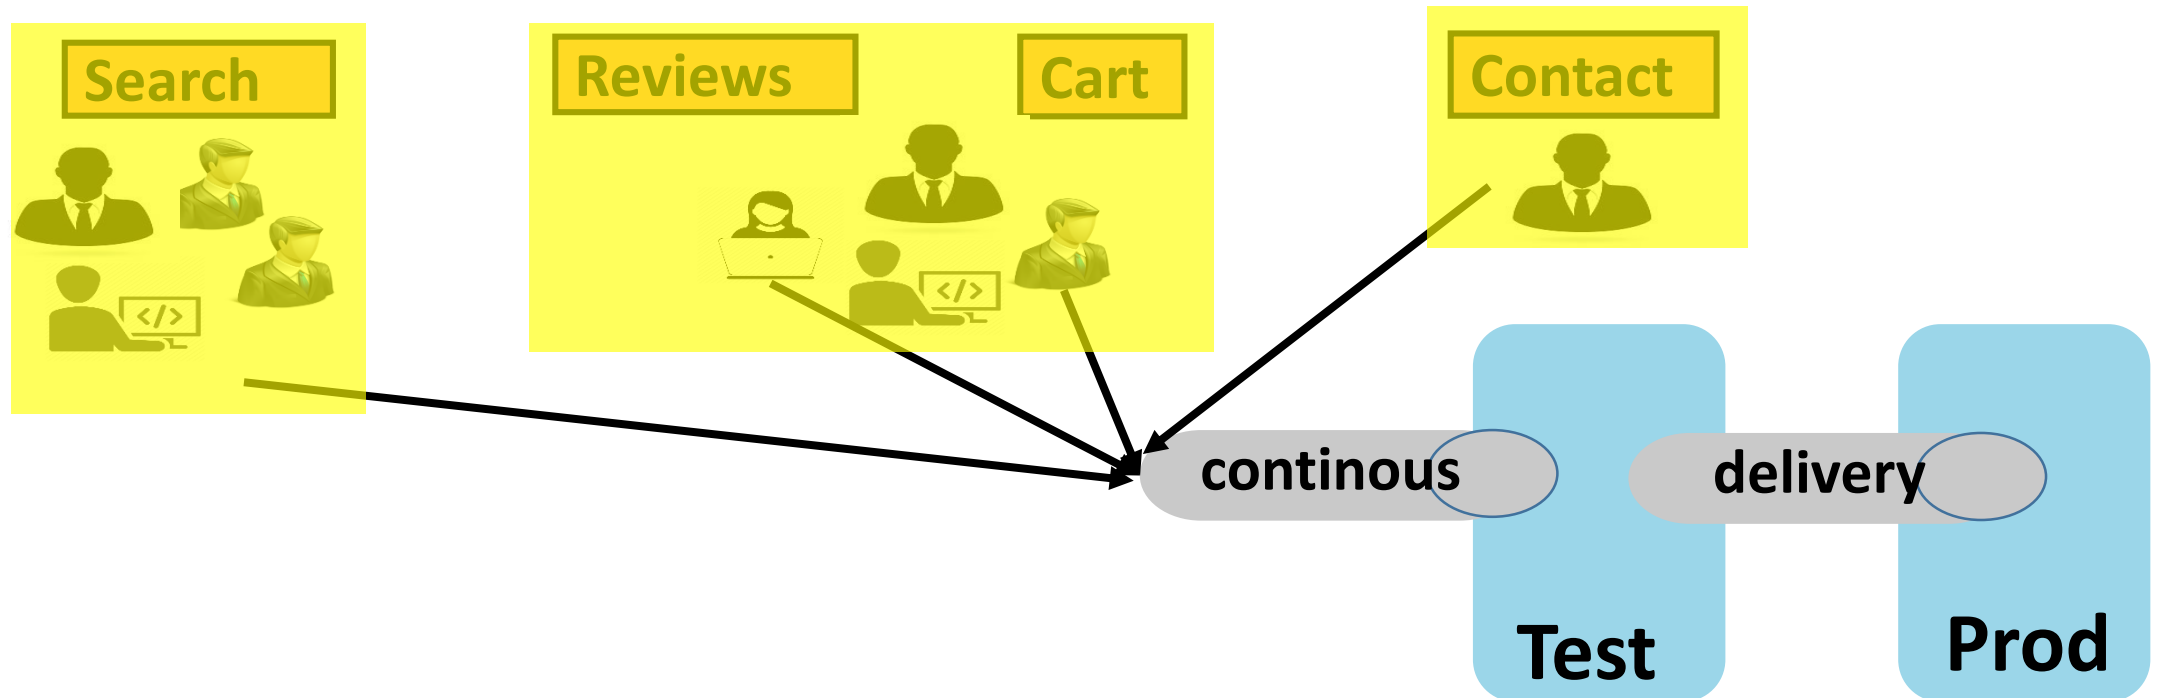 Search
Reviews
Cart
Contact
</>
</>
continous
delivery
Test
Prod